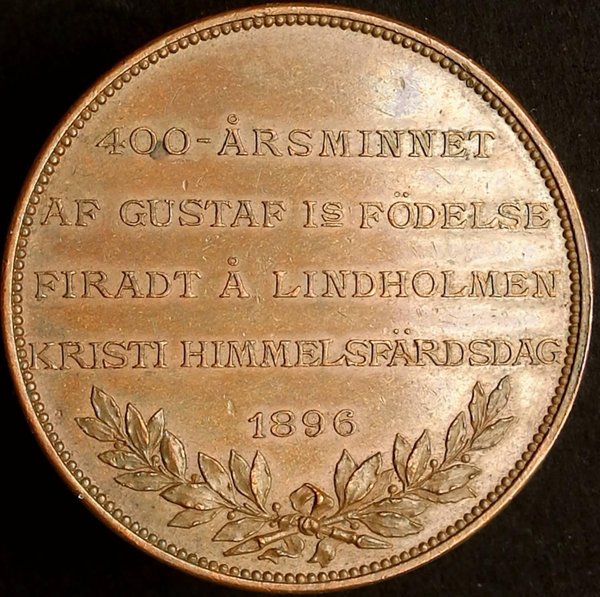 400-ÅRSMINNET
AF GUSTAF IS FÖDELSE
FIRADT Å LINDHOLMEN
KRISTI HIMMELSFÄRDSDAG
1896